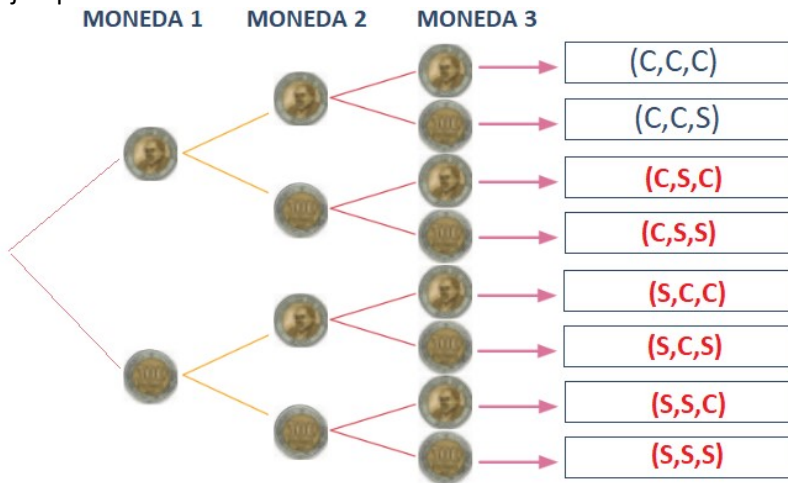 MONEDA 1 MONEDA 2 MONEDA 3
(C,C,C)
(C,C,S)
(C,S,C)
(C,S,S)
(S,C,C)
(S,C,S)
(S,S,C)
(S,S,S)